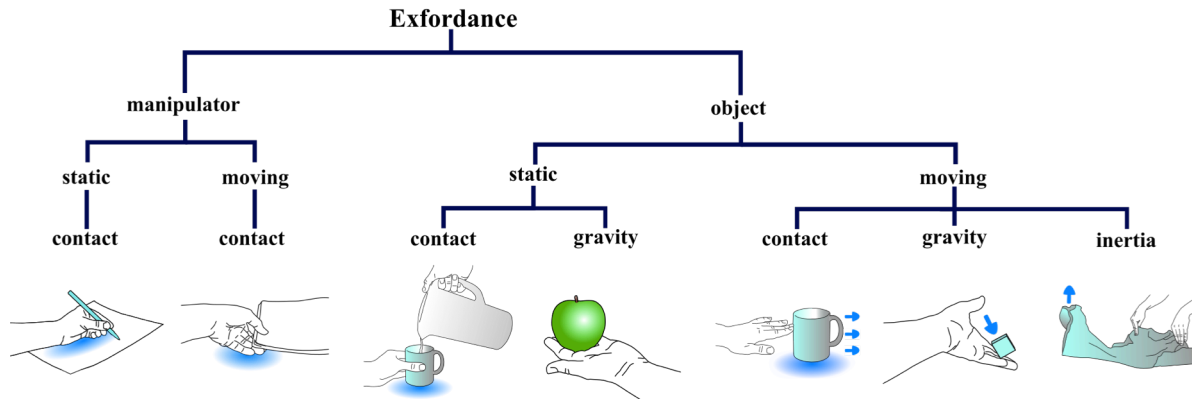 Exfordance
manipulator
object
static
moving
static
moving
contact
contact
contact
gravity
contact
gravity
inertia